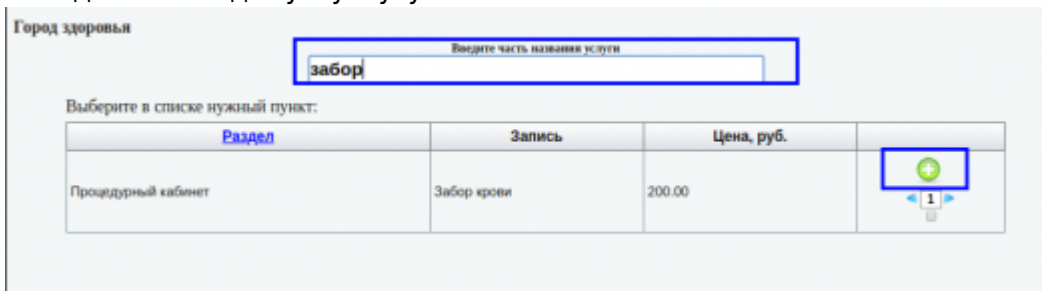 Город здоровья
Введите часть названия услуги
забор
Выберите в списке нужный пункт:
Раздел Запись Цена, руб.
Процедурный кабинет Забор крови 200.00
1